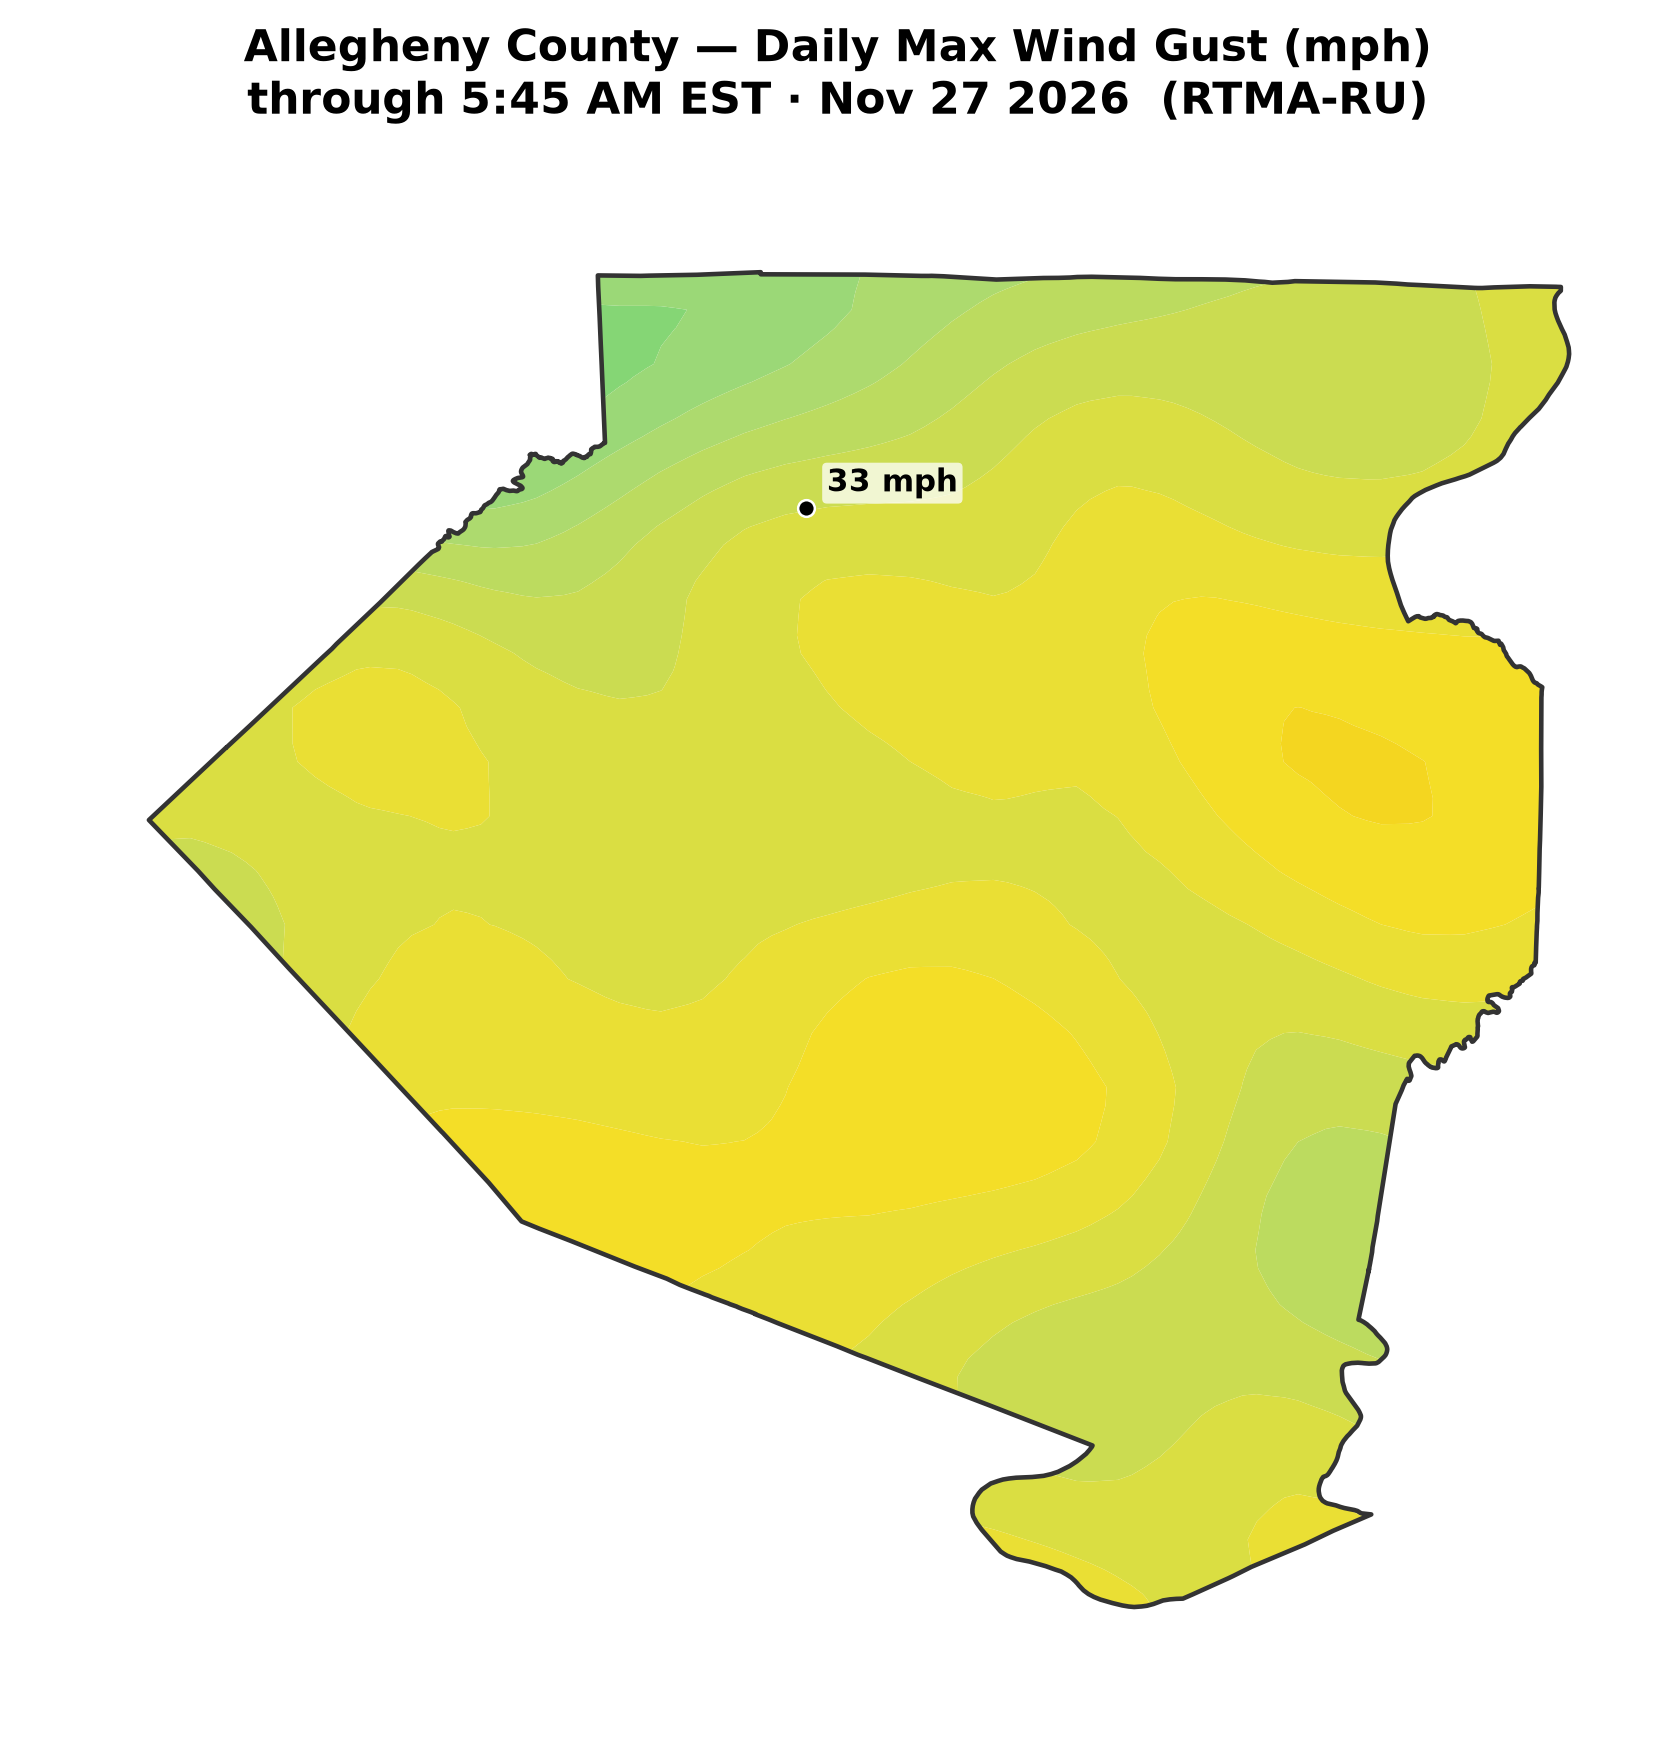 Allegheny County — Daily Max Wind Gust (mph)
through 5:45 AM EST · Nov 27 2026  (RTMA-RU)
33 mph